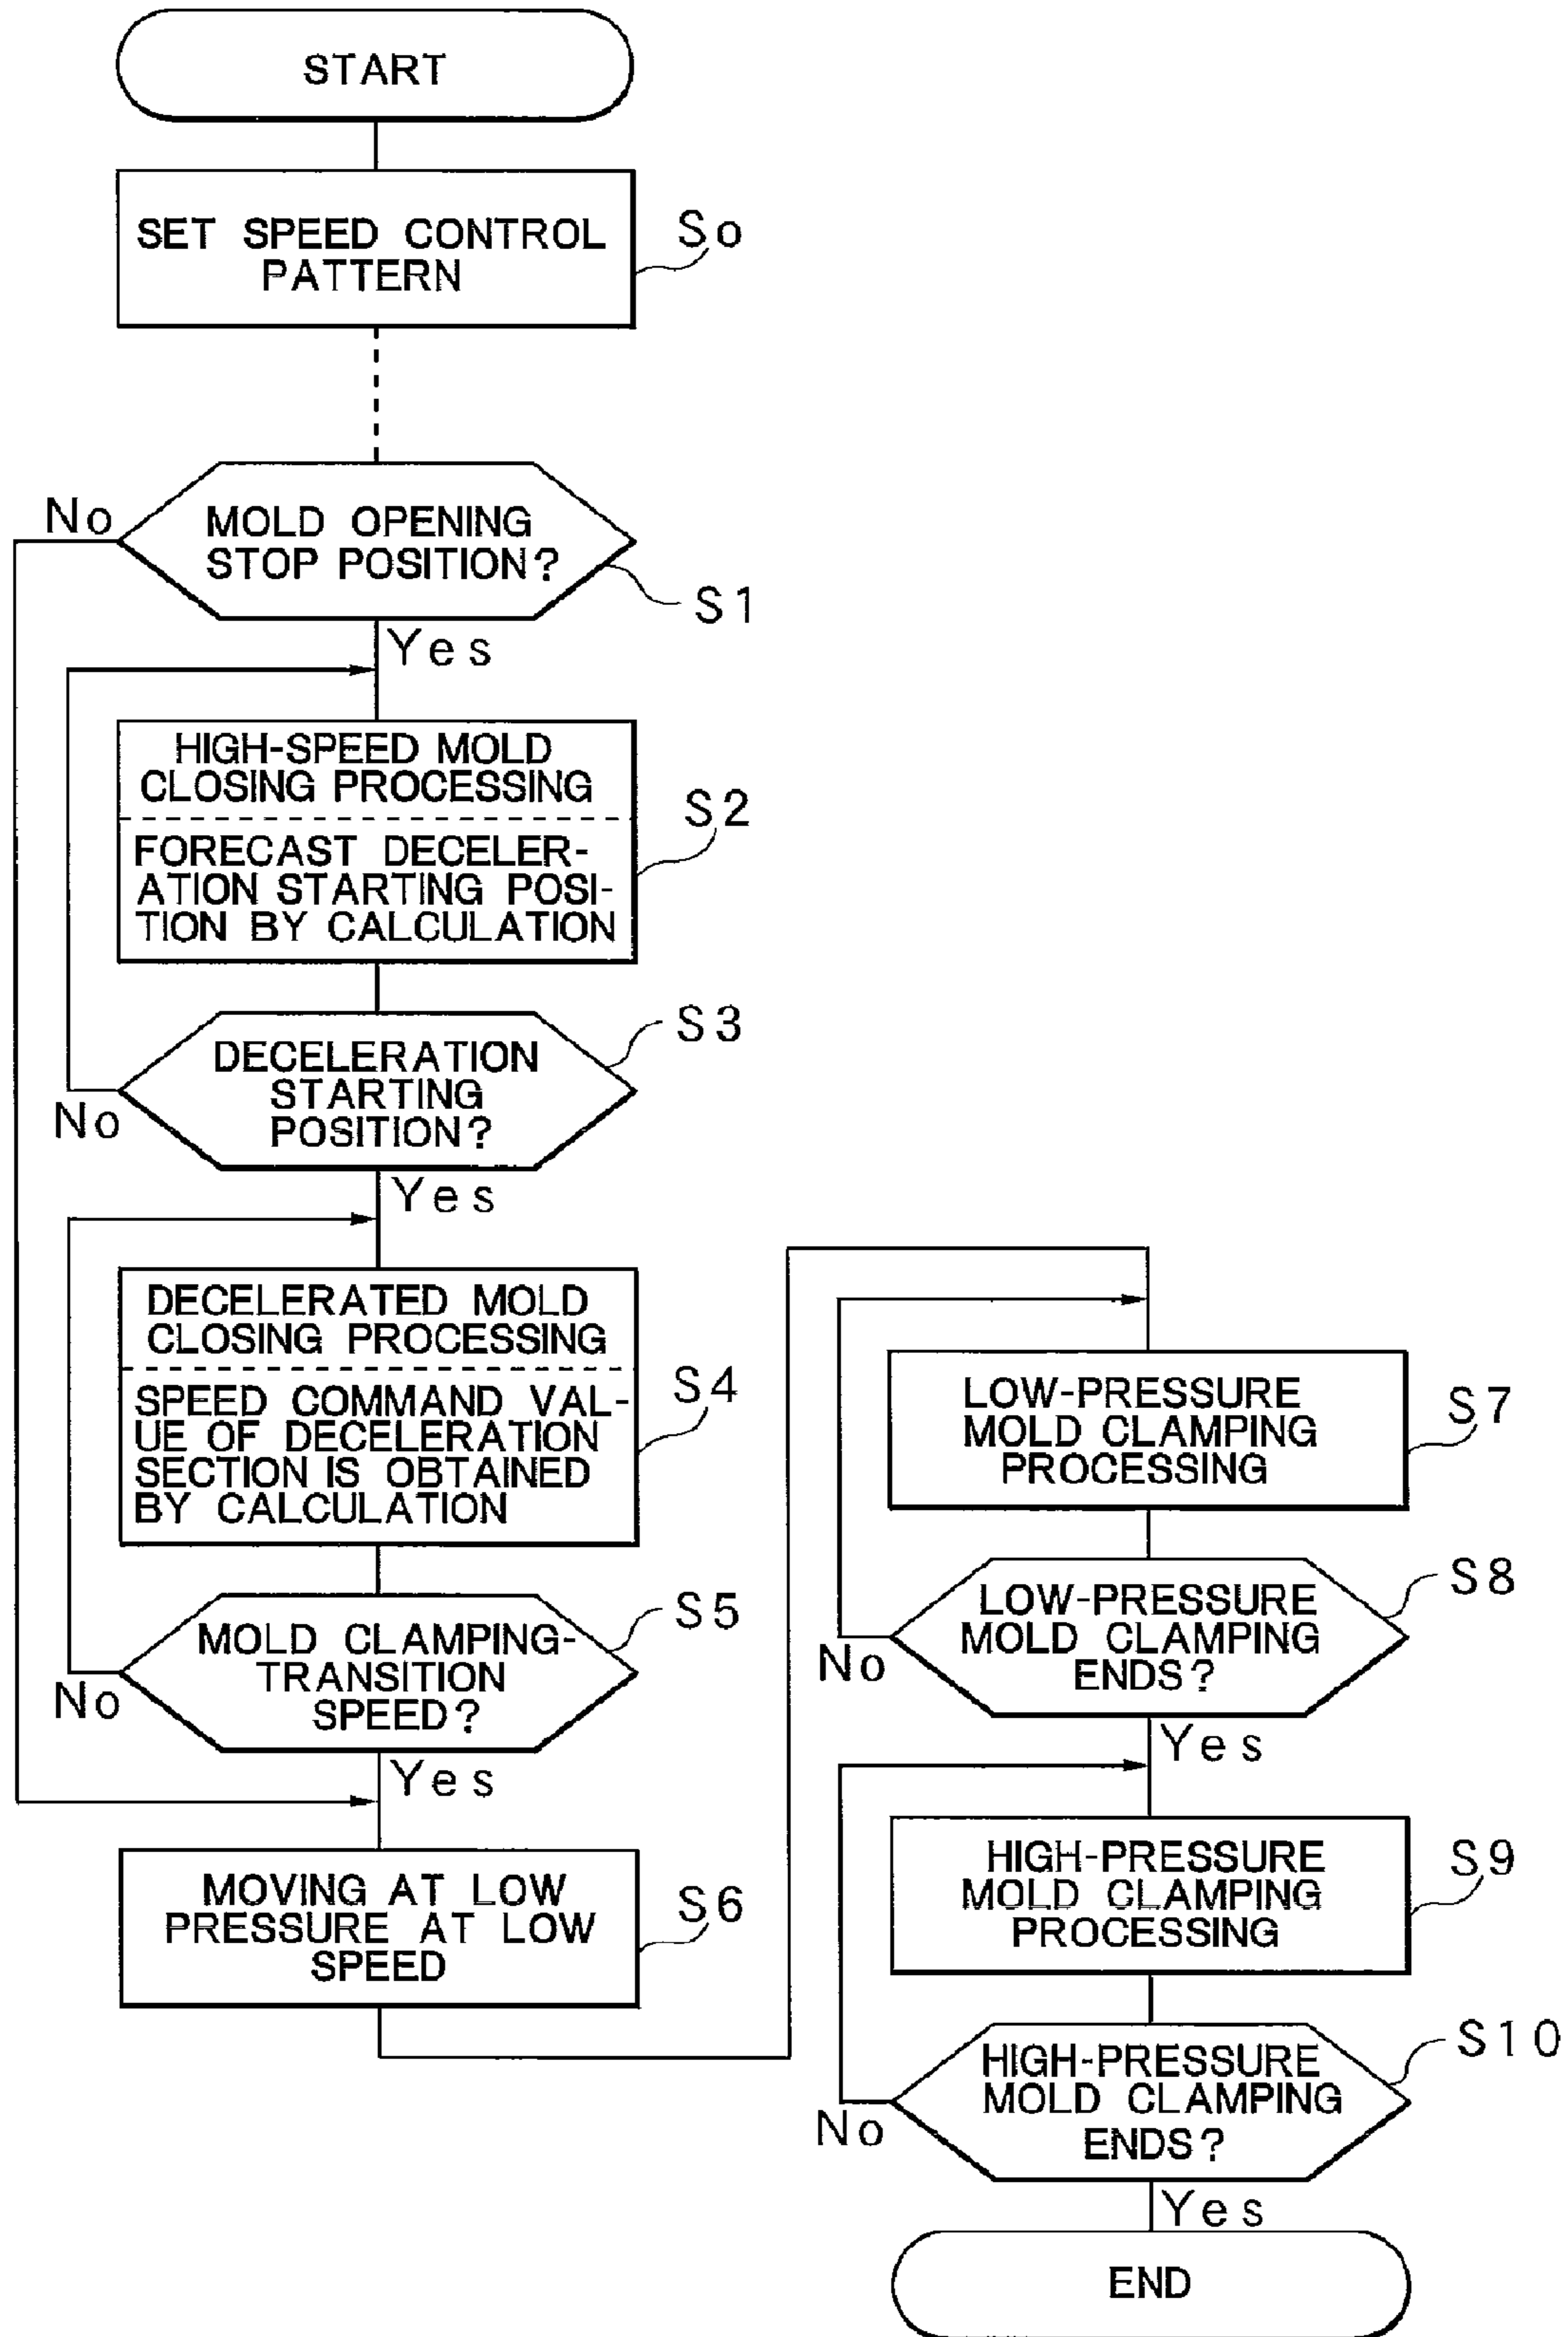 START
SET SPEED CONTROL
PATTERN
So
No
MOLD OPENING
STOP POSITION?
S1
Yes
HIGH-SPEED MOLD
CLOSING PROCESSING
FORECAST DECELER-
ATION STARTING POSI-
TION BY CALCULATION
S2
DECELERATION
STARTING
POSITION?
S3
No
Yes
DECELERATED MOLD
CLOSING PROCESSING
SPEED COMMAND VAL-
UE OF DECELERATION
SECTION IS OBTAINED
BY CALCULATION
S4
MOLD CLAMPING-
TRANSITION
SPEED?
S5
No
Yes
MOVING AT LOW
PRESSURE AT LOW
SPEED
S6
LOW-PRESSURE
MOLD CLAMPING
PROCESSING
S7
LOW-PRESSURE
MOLD CLAMPING
ENDS?
S8
No
Yes
HIGH-PRESSURE
MOLD CLAMPING
PROCESSING
S9
HIGH-PRESSURE
MOLD CLAMPING
ENDS?
S10
No
Yes
END